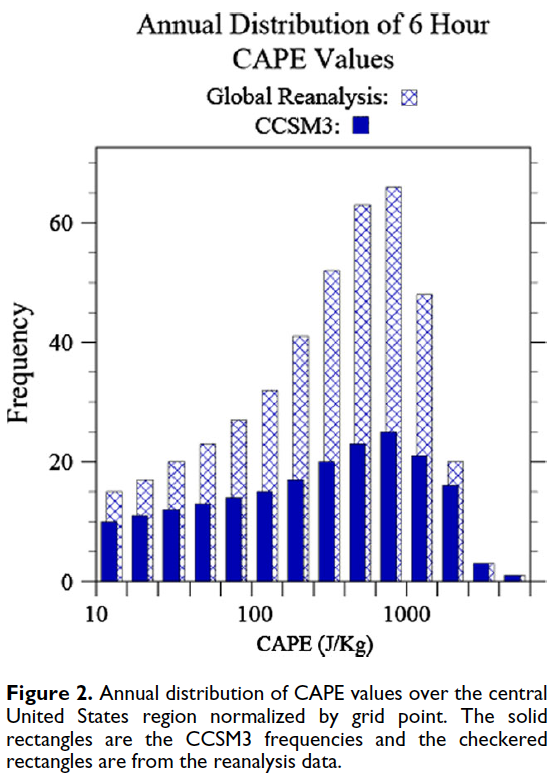 Annual Distribution of 6 Hour
CAPE Values
Global Reanalysis:
CCSM3:
60
40
20
0
Frequency
10 100 1000
CAPE (J/Kg)
Figure 2. Annual distribution of CAPE values over the central
United States region normalized by grid point. The solid
rectangles are the CCSM3 frequencies and the checkered
rectangles are from the reanalysis data.